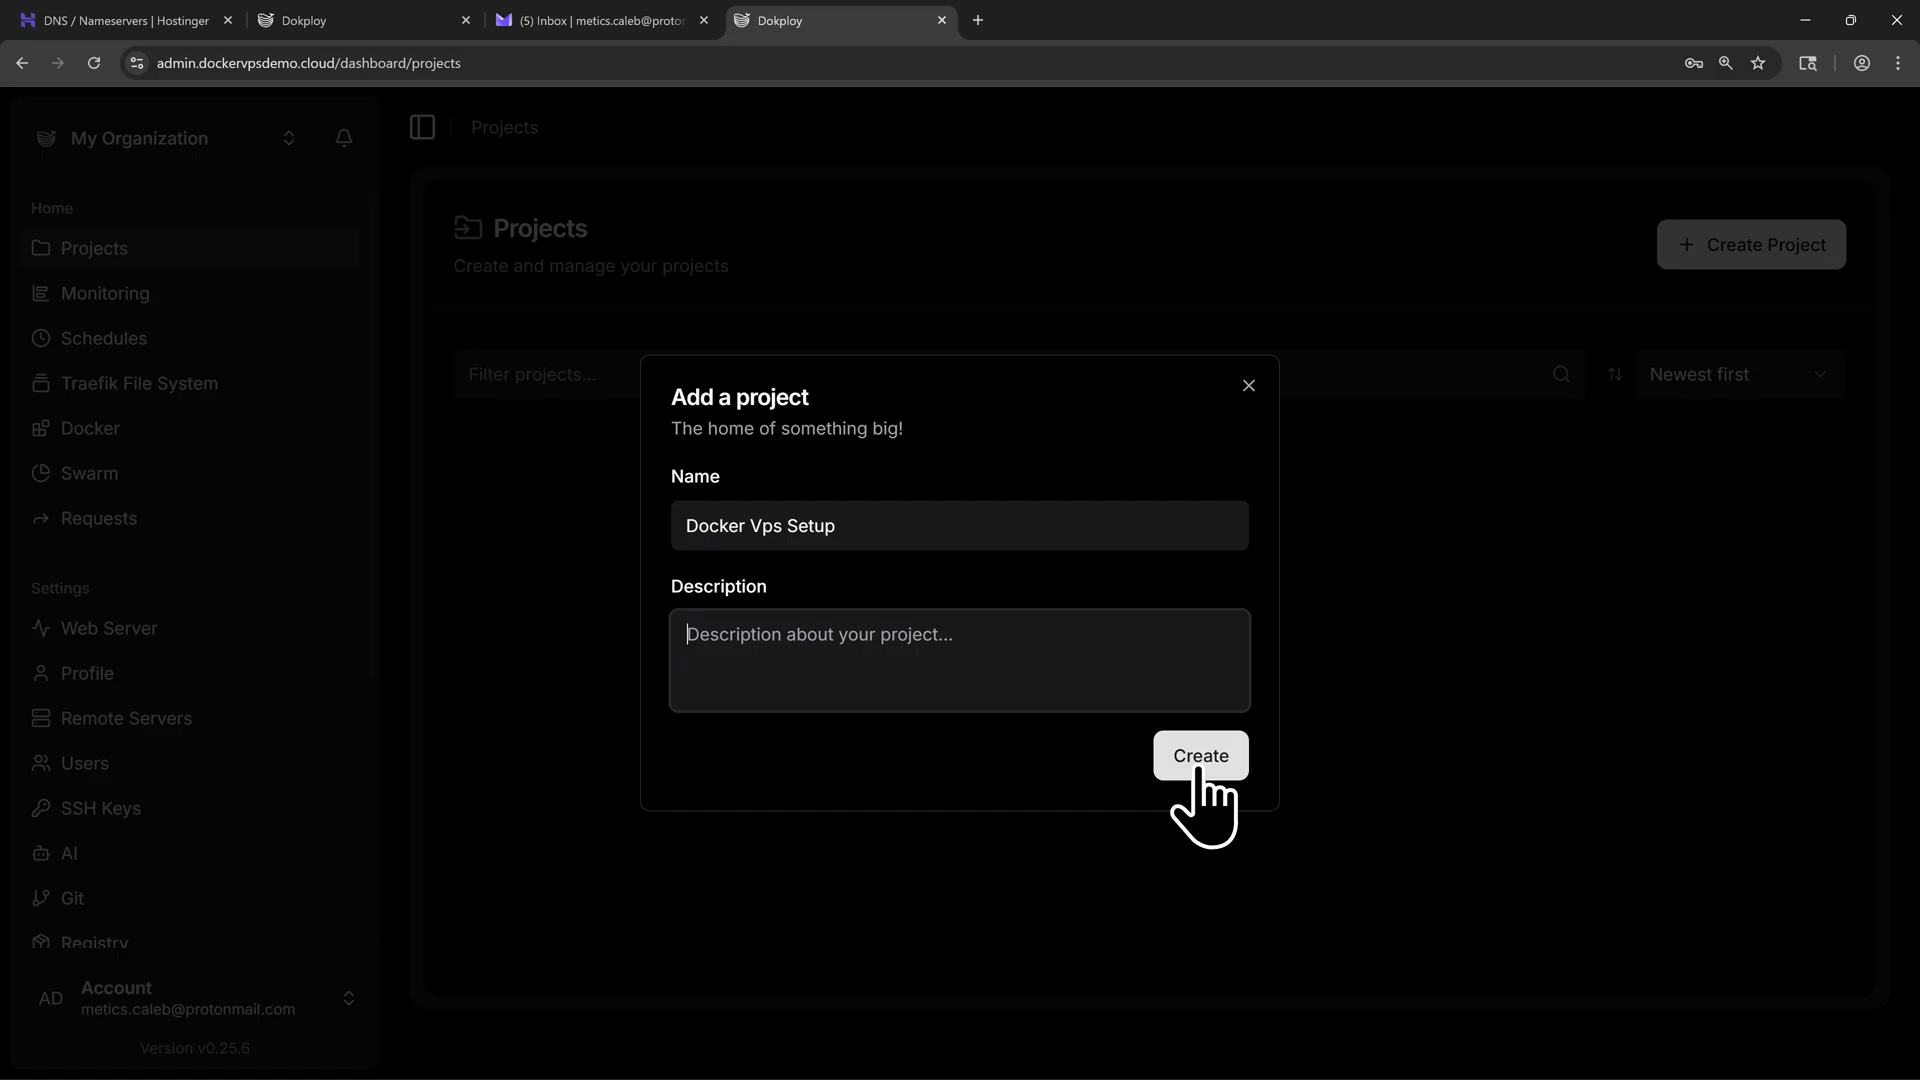 DNS / Nameservers | Hostinger
Dokploy
(5) Inbox | metics.caleb@proton
Dokploy
admin.dockervpsdemo.cloud/dashboard/projects
My Organization
Projects
Home
Projects
Monitoring
Schedules
Traefik File System
Docker
Swarm
Requests
Settings
Web Server
Profile
Remote Servers
Users
SSH Keys
AI
Git
Registry
AD
Account
metics.caleb@protonmail.com
Version v0.25.6
Projects
Create and manage your projects
Create Project
Filter projects...
Newest first
Add a project
The home of something big!
Name
Docker Vps Setup
Description
Description about your project...
Create